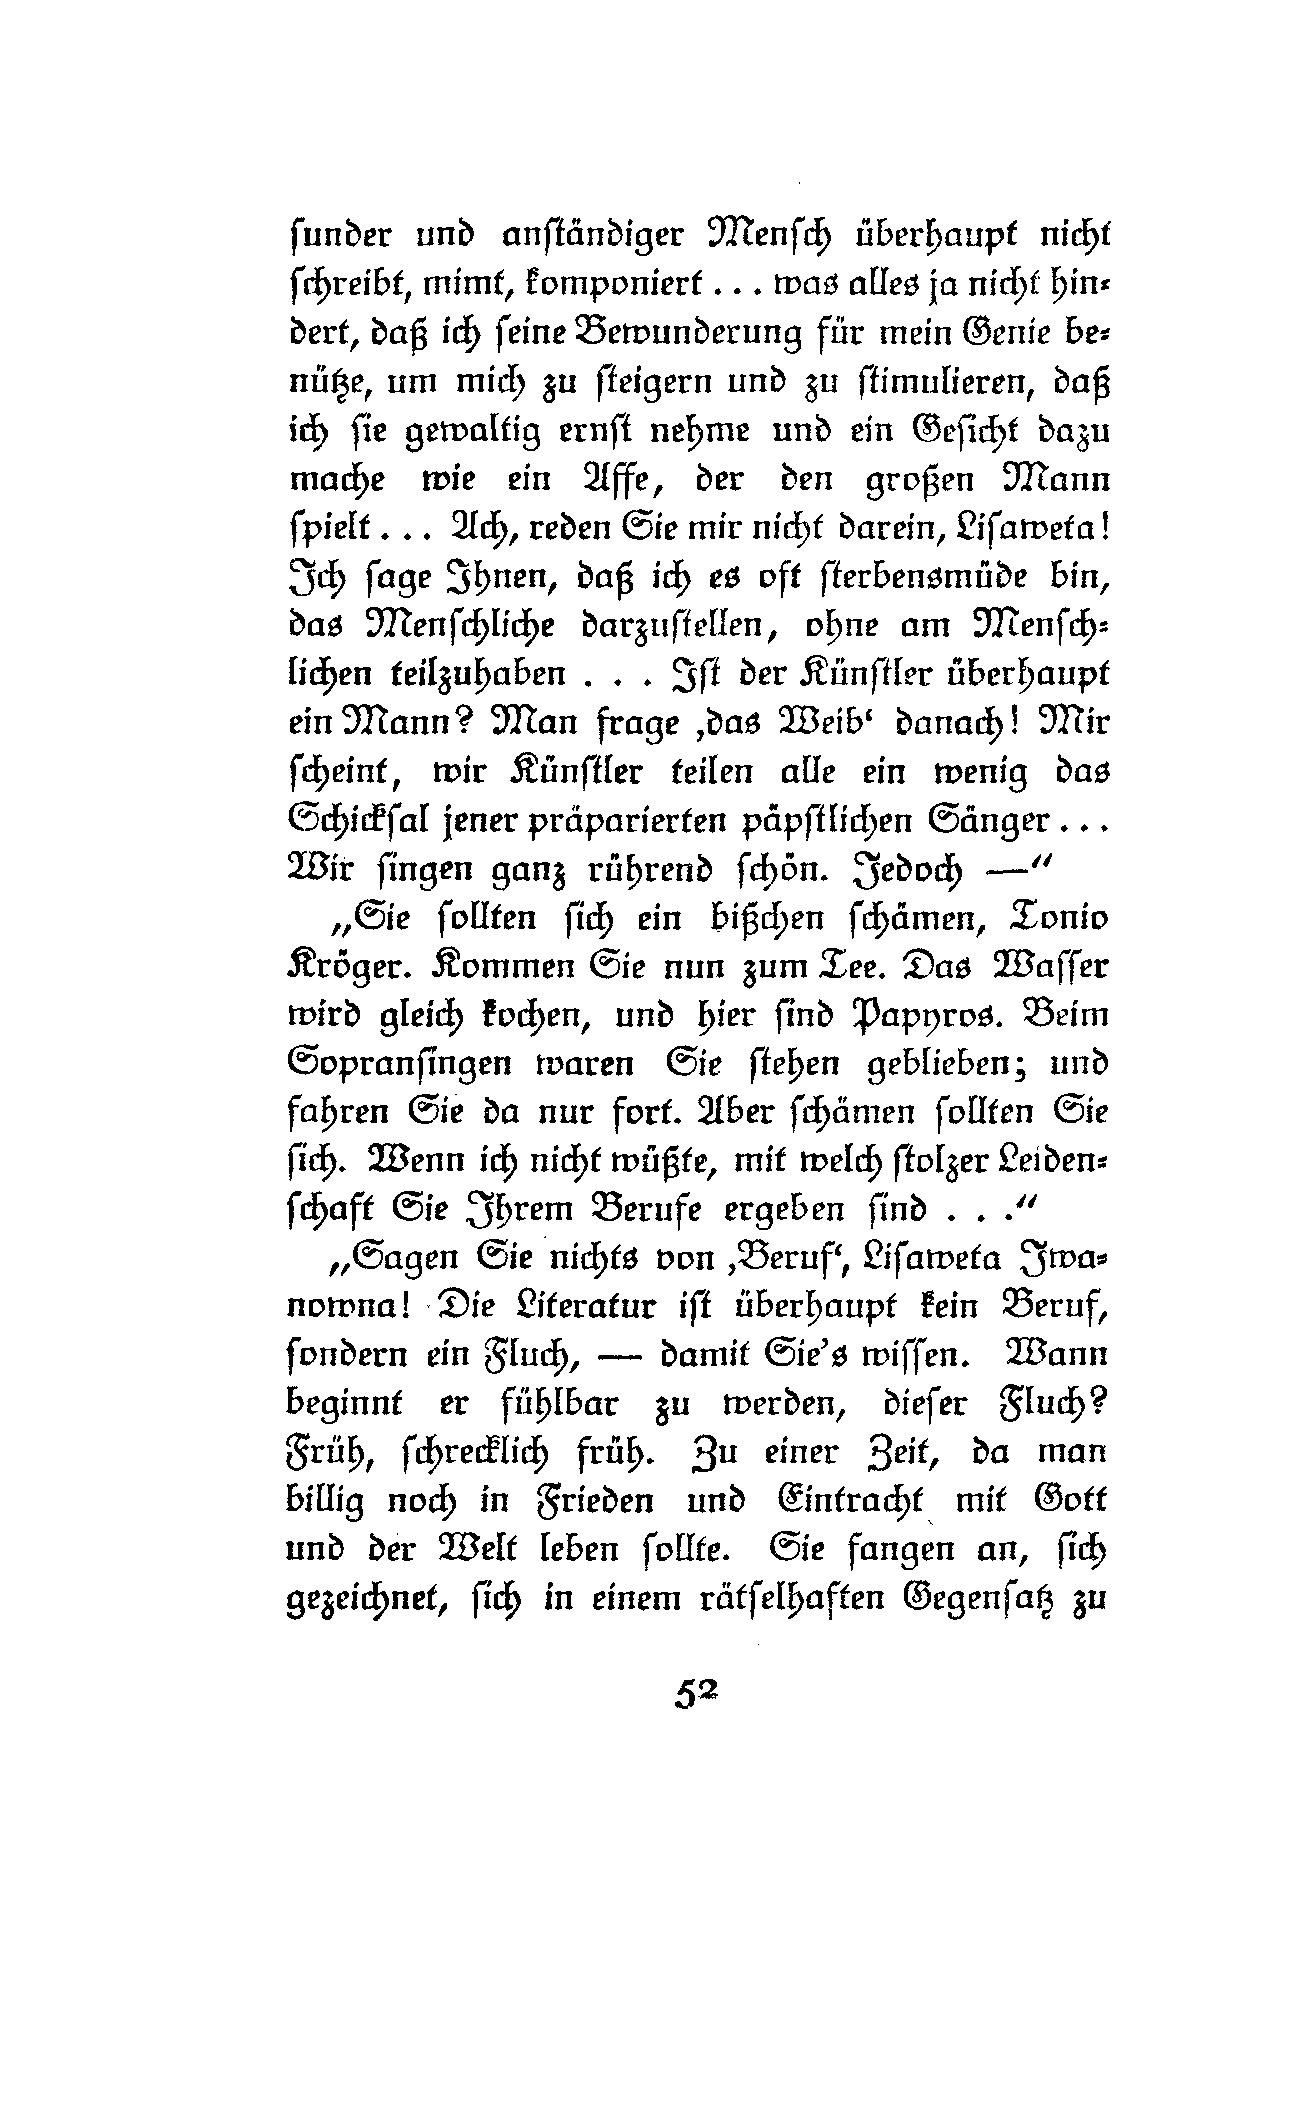 sunder und anständiger Mensch überhaupt nicht
schreibt, mimt, komponiert . . . was alles ja nicht hin-
dert, daß ich seine Bewunderung für mein Genie be-
nütze, um mich zu steigern und zu stimulieren, daß
ich sie gewaltig ernst nehme und ein Gesicht dazu
mache wie ein Affe, der den großen Mann
spielt . . . Ach, reden Sie mir nicht darein, Lisaweta!
Ich sage Ihnen, daß ich es oft sterbensmüde bin,
das Menschliche darzustellen, ohne am Mensch-
lichen teilzuhaben . . . Ist der Künstler überhaupt
ein Mann? Man frage ‚das Weib‘ danach! Mir
scheint, wir Künstler teilen alle ein wenig das
Schicksal jener präparierten päpstlichen Sänger . . .
Wir singen ganz rührend schön. Jedoch —“
„Sie sollten sich ein bißchen schämen, Tonio
Kröger. Kommen Sie nun zum Tee. Das Wasser
wird gleich kochen, und hier sind Papyros. Beim
Sopransingen waren Sie stehen geblieben; und
fahren Sie da nur fort. Aber schämen sollten Sie
sich. Wenn ich nicht wüßte, mit welch stolzer Leiden-
schaft Sie Ihrem Berufe ergeben sind . . .“
„Sagen Sie nichts von ‚Beruf‘, Lisaweta Iwa-
nowna! Die Literatur ist überhaupt kein Beruf,
sondern ein Fluch, — damit Sie’s wissen. Wann
beginnt er fühlbar zu werden, dieser Fluch?
Früh, schrecklich früh. Zu einer Zeit, da man
billig noch in Frieden und Eintracht mit Gott
und der Welt leben sollte. Sie fangen an, sich
gezeichnet, sich in einem rätselhaften Gegensatz zu
52